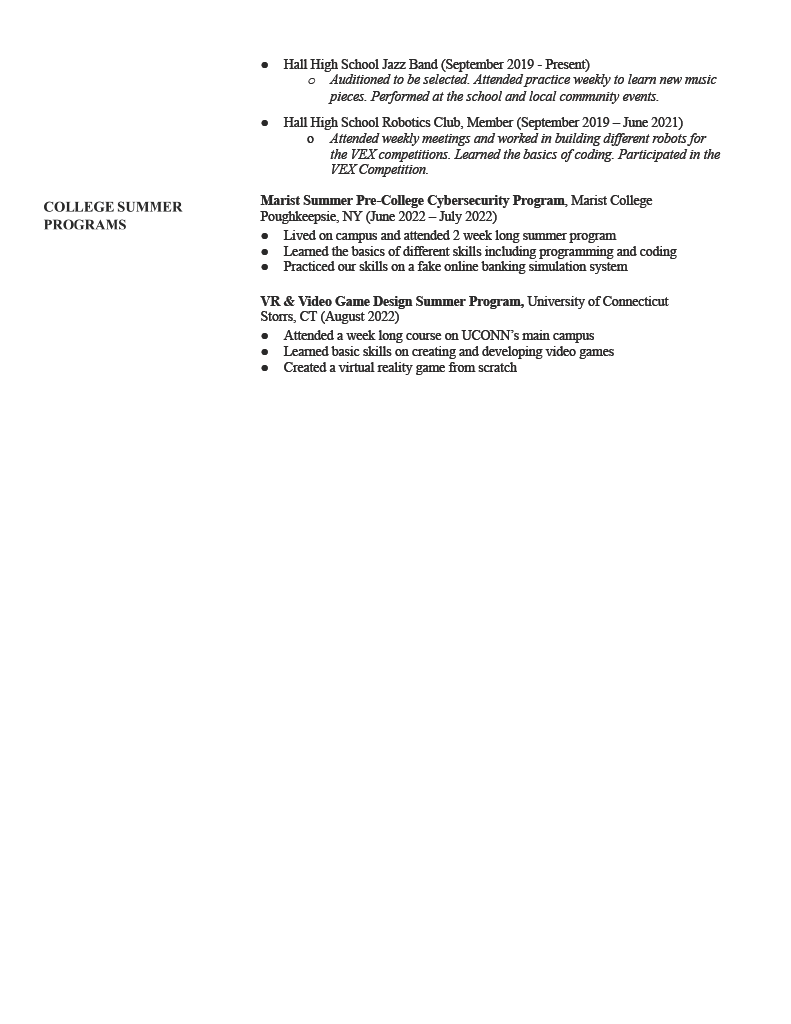 ● Hall High School Jazz Band (September 2019 - Present)
o Auditioned to be selected. Attended practice weekly to learn new music
pieces. Performed at the school and local community events.
● Hall High School Robotics Club, Member (September 2019 – June 2021)
o Attended weekly meetings and worked in building different robots for
the VEX competitions. Learned the basics of coding. Participated in the
VEX Competition.
COLLEGE SUMMER
PROGRAMS
Marist Summer Pre-College Cybersecurity Program, Marist College
Poughkeepsie, NY (June 2022 – July 2022)
● Lived on campus and attended 2 week long summer program
● Learned the basics of different skills including programming and coding
● Practiced our skills on a fake online banking simulation system
VR & Video Game Design Summer Program, University of Connecticut
Storrs, CT (August 2022)
● Attended a week long course on UCONN’s main campus
● Learned basic skills on creating and developing video games
● Created a virtual reality game from scratch